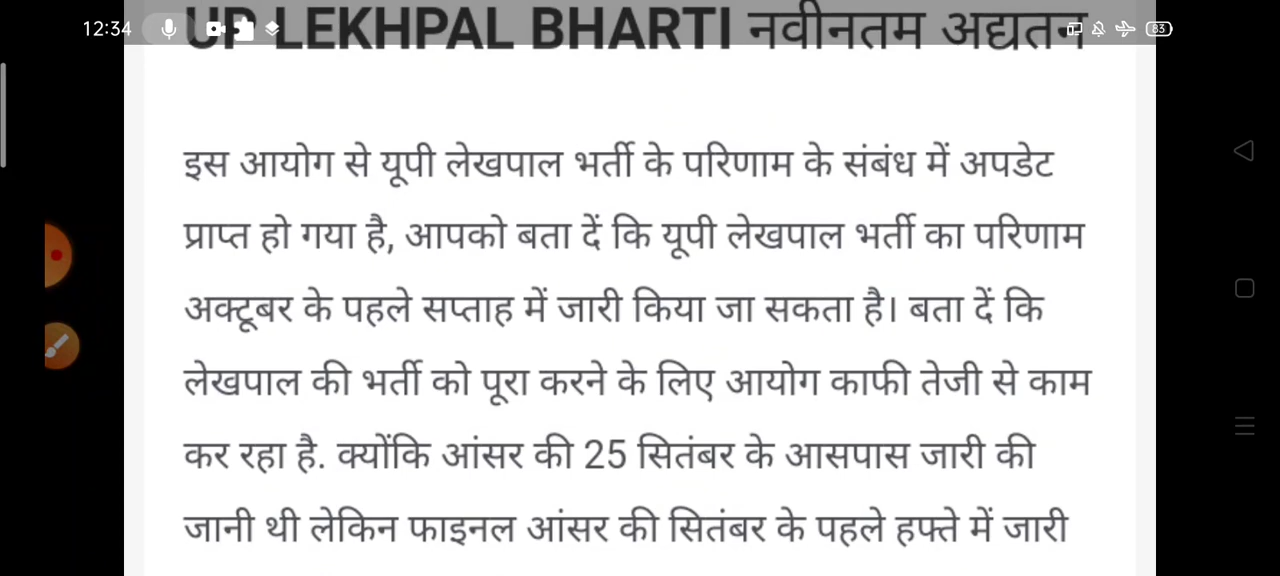 12:34
83
UP LEKHPAL BHARTI नवीनतम अद्यतन
इस आयोग से यूपी लेखपाल भर्ती के परिणाम के संबंध में अपडेट
प्राप्त हो गया है, आपको बता दें कि यूपी लेखपाल भर्ती का परिणाम
अक्टूबर के पहले सप्ताह में जारी किया जा सकता है। बता दें कि
लेखपाल की भर्ती को पूरा करने के लिए आयोग काफी तेजी से काम
कर रहा है. क्योंकि आंसर की 25 सितंबर के आसपास जारी की
जानी थी लेकिन फाइनल आंसर की सितंबर के पहले हफ्ते में जारी